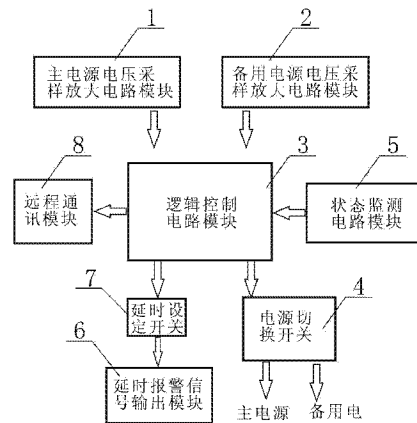 1
2
主电源电压采
样放大电路模块
备用电源电压采
样放大电路模块
8
3
5
远程通
讯模块
逻辑控制
电路模块
状态监测
电路模块
7
4
延时设
定开关
电源切
换开关
6
延时报警信
号输出模块
主电源
备用电